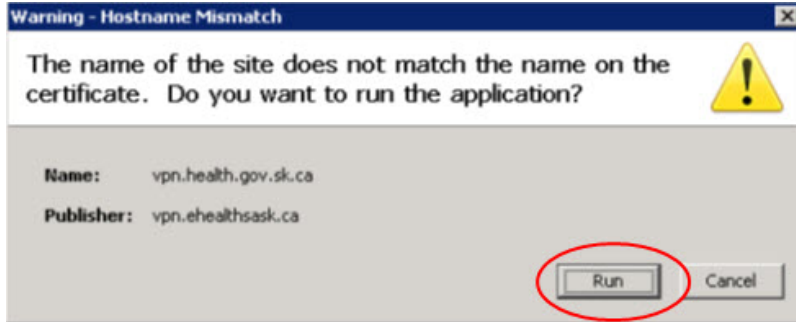 Warning - Hostname Mismatch
The name of the site does not match the name on the
certificate. Do you want to run the application?
Name: vpn.health.gov.sk.ca
Publisher: vpn.ehealthsask.ca
Run Cancel